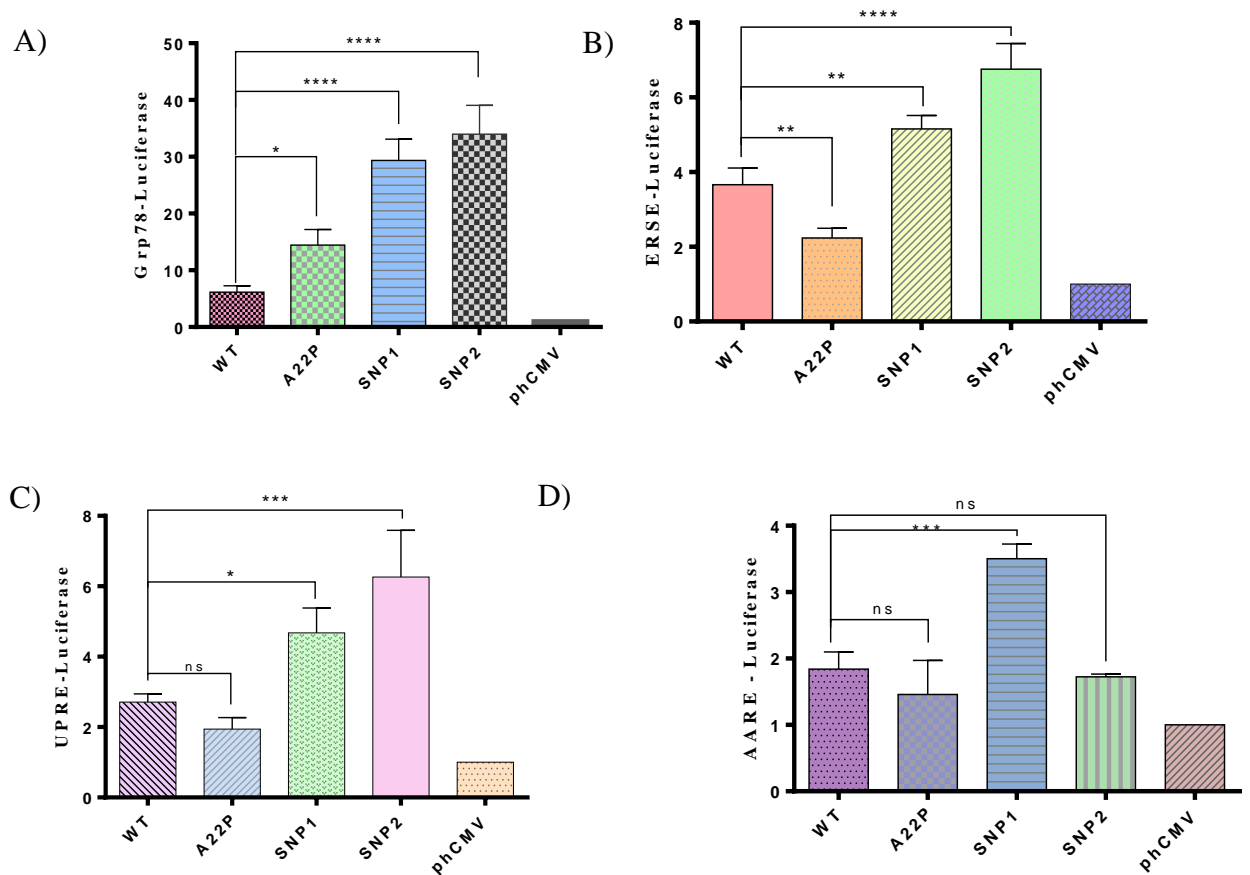 A)
Grp78-Luciferase
50
40
30
20
10
0
****
****
*
WT
A22P
SNP1
SNP2
phCMV
B)
ERSE-Luciferase
8
6
4
2
0
****
**
**
WT
A22P
SNP1
SNP2
phCMV
C)
UPRE-Luciferase
8
6
4
2
0
***
*
ns
WT
A22P
SNP1
SNP2
phCMV
D)
AARE - Luciferase
4
3
2
1
0
ns
***
ns
WT
A22P
SNP1
SNP2
phCMV